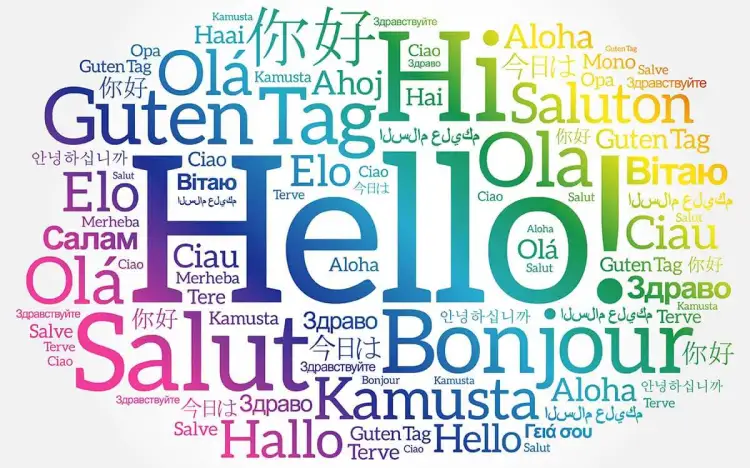 Kamusta
Haai
你好
Здравствуйте
Ciao
Здраво
Hi
Aloha
Guten Tag
Opa
Guten Tag
Olá
Kamusta
Ahoj
Hai
今日は
Mono
Salve
Opa
Здравствуйте
你好
Guten Tag
السلام عليكم
Saluton
안녕하십니까
Ciao
Salut
Вітаю
Elo
Ciao
今日は
Terve
Ola
你好
Guten Tag
Вітаю
السلام عليكم
Elo
Merheba
Hello!
Ciao
Salut
Salut
Салам
Ciau
Aloha
Aloha
Olá
Salut
Ciau
Olá
Ciao
Merheba
Tere
Guten Tag
你好
Здраво
Здравствуйте
Salve
Terve
Ciao
Salut
你好
Kamusta
Здраво
今日は
Здравствуйте
안녕하십니까
السلام عليكم
Kamusta
Terve
Bonjour
你好
Bonjour
Kamusta
Здравствуйте
今日は
Здраво
Kamusta
Aloha
안녕하십니까
السلام عليكم
Terve
Salve
Hallo
Guten Tag
Terve
Hello
Γειά σου
Salut